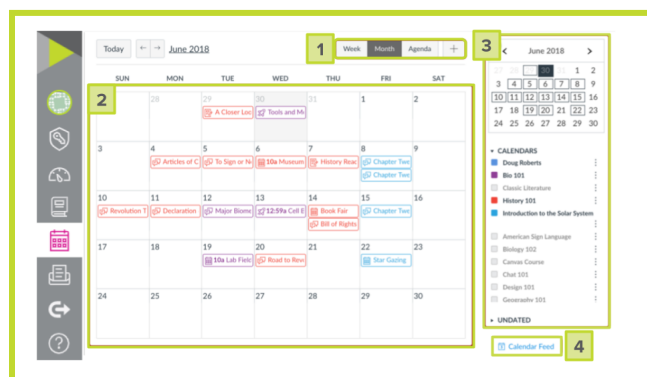 Today ← → June 2018 1 Week Month Agenda +
SUN MON TUE WED THU FRI SAT
2 28 29 30 31 1 2
A Closer Loo Tools and M
3 4 5 6 7 8 9
Articles of C To Sign or N 10a Museum History Reac Chapter Twe
Chapter Twe
10 11 12 13 14 15 16
Revolution T Declaration Major Biome 12:59a Cell E Book Fair Chapter Twe
Bill of Rights
17 18 19 20 21 22 23
10a Lab Field Road to Rev Star Gazing
24 25 26 27 28 29 30
3 < June 2018 >
30 1 2
3 4 5 6 7 8 9
10 11 12 13 14 15 16
17 18 19 20 21 22 23
24 25 26 27 28 29 30
CALENDARS
Doug Roberts
Bio 101
Classic Literature
History 101
Introduction to the Solar System
American Sign Language
Biology 102
Canvas Course
Chat 101
Design 101
Geography 101
UNDATED
Calendar Feed 4